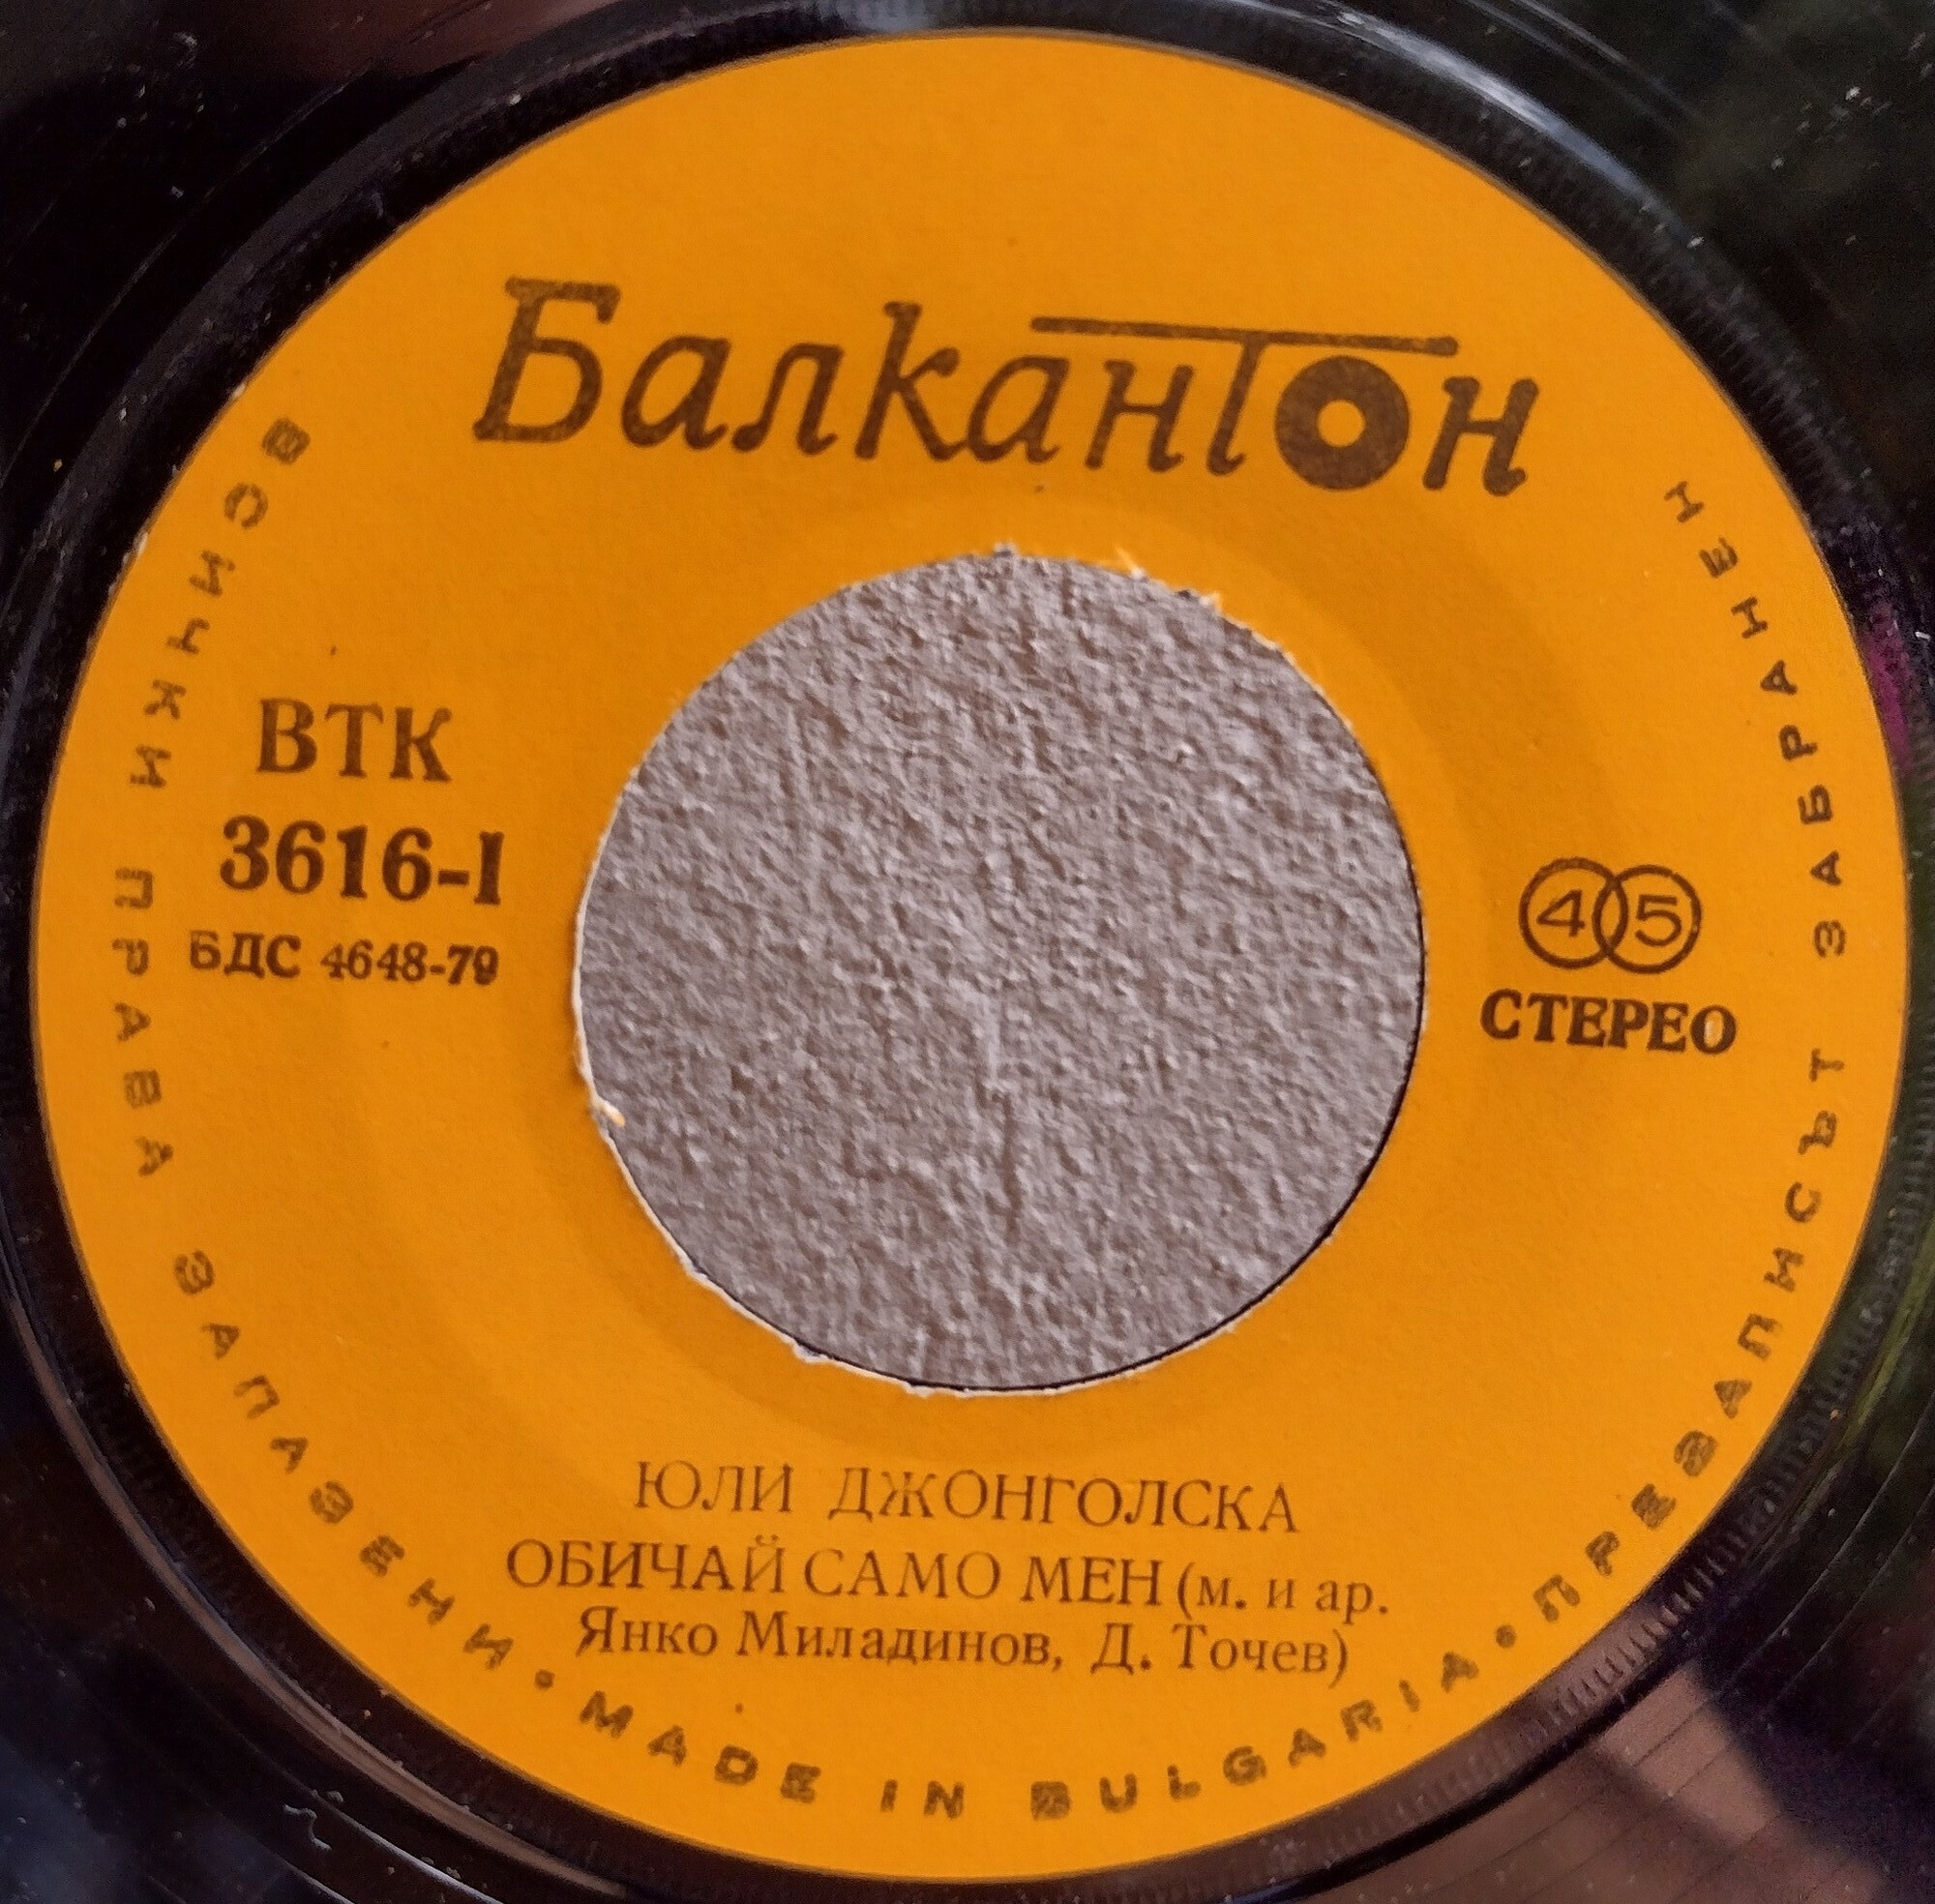 Балкантон
ВТК
3616-I
БДС 4648-79
45
СТЕРЕО
ЮЛИ ДЖОНГОЛСКА
ОБИЧАЙ САМО МЕН (м. и ар.
Янко Миладинов, Д. Точев)
ВСИЧКИ ПРАВА ЗАПАЗЕНИ • MADE IN BULGARIA • ПРЕЗАПИСЪТ ЗАБРАНЕН